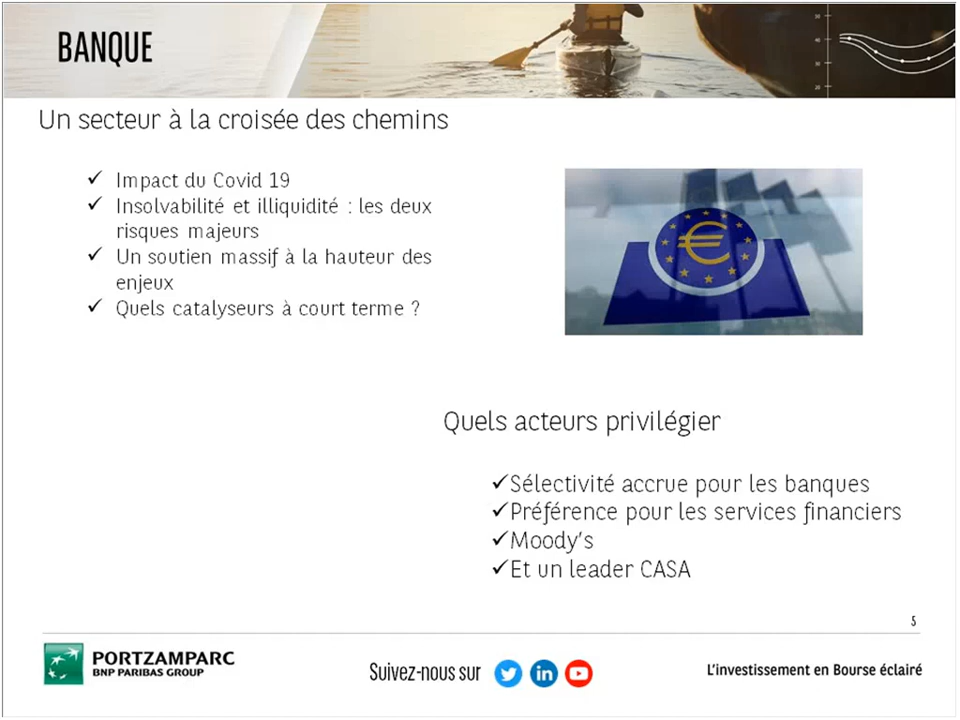 BANQUE
Un secteur à la croisée des chemins
✓ Impact du Covid 19
✓ Insolvabilité et illiquidité : les deux
risques majeurs
✓ Un soutien massif à la hauteur des
enjeux
✓ Quels catalyseurs à court terme ?
Quels acteurs privilégier
✓Sélectivité accrue pour les banques
✓Préférence pour les services financiers
✓Moody's
✓Et un leader CASA
5
PORTZAMPARC
BNP PARIBAS GROUP
Suivez-nous sur
L'investissement en Bourse éclairé